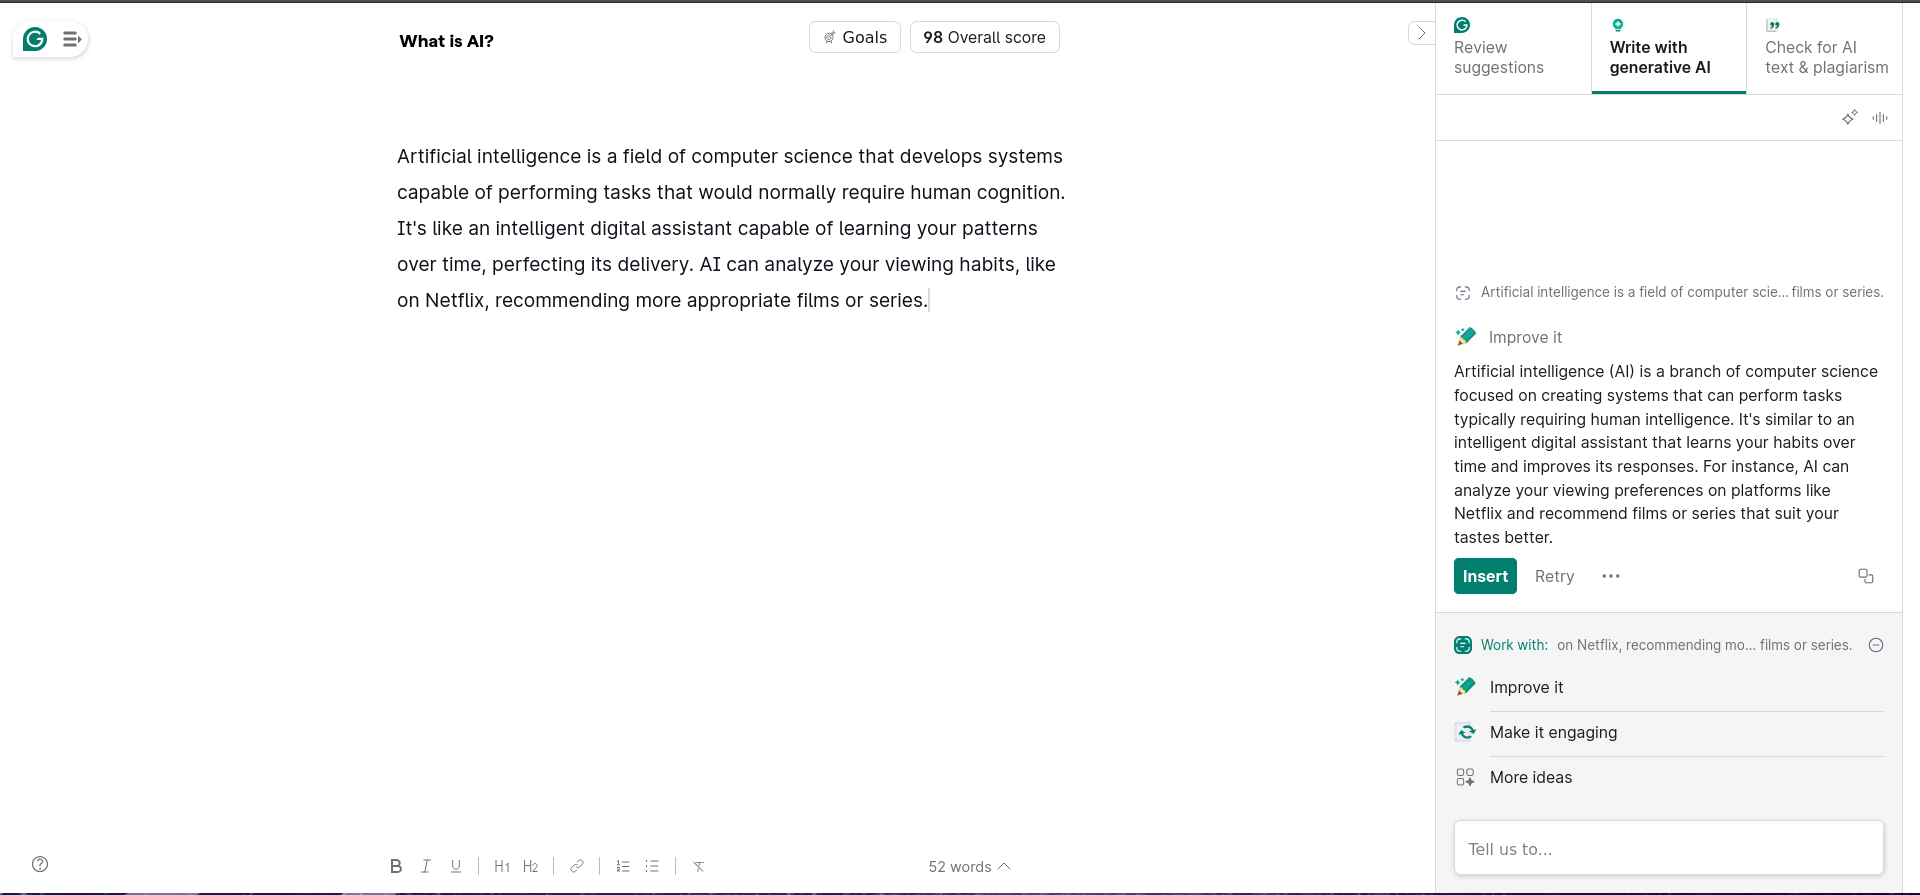 What is AI?
Goals
98 Overall score
Artificial intelligence is a field of computer science that develops systems
capable of performing tasks that would normally require human cognition.
It's like an intelligent digital assistant capable of learning your patterns
over time, perfecting its delivery. AI can analyze your viewing habits, like
on Netflix, recommending more appropriate films or series.
B I U H1 H2
52 words
Review
suggestions
Write with
generative AI
Check for AI
text & plagiarism
Artificial intelligence is a field of computer scie... films or series.
Improve it
Artificial intelligence (AI) is a branch of computer science
focused on creating systems that can perform tasks
typically requiring human intelligence. It's similar to an
intelligent digital assistant that learns your habits over
time and improves its responses. For instance, AI can
analyze your viewing preferences on platforms like
Netflix and recommend films or series that suit your
tastes better.
Insert Retry
Work with: on Netflix, recommending mo... films or series.
Improve it
Make it engaging
More ideas
Tell us to...